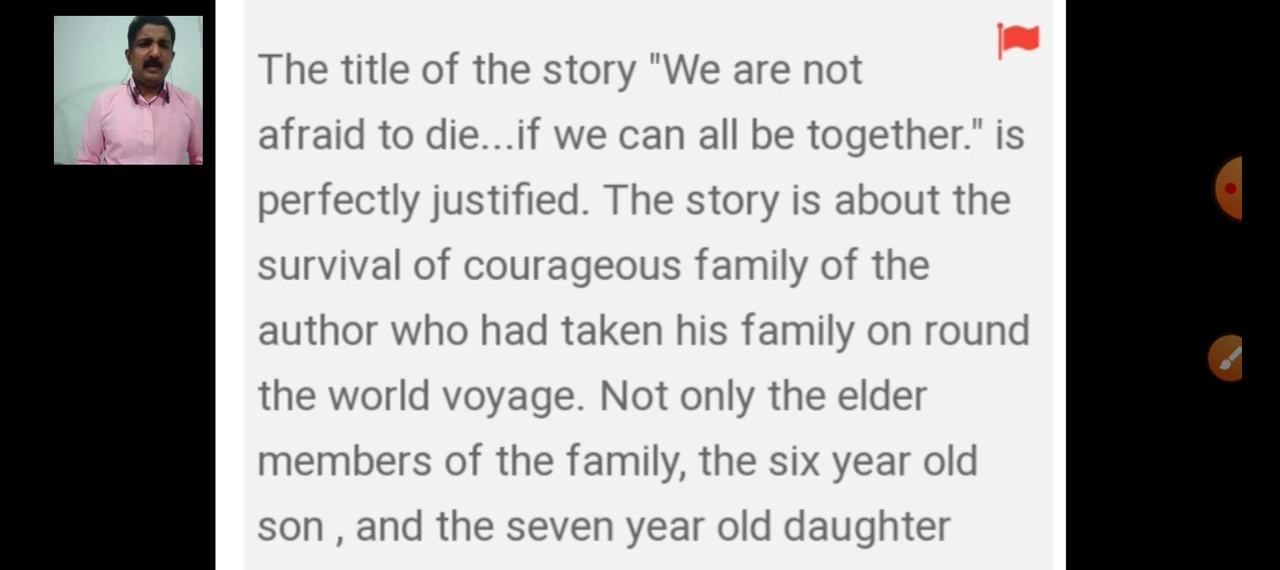 The title of the story "We are not
afraid to die...if we can all be together." is
perfectly justified. The story is about the
survival of courageous family of the
author who had taken his family on round
the world voyage. Not only the elder
members of the family, the six year old
son , and the seven year old daughter